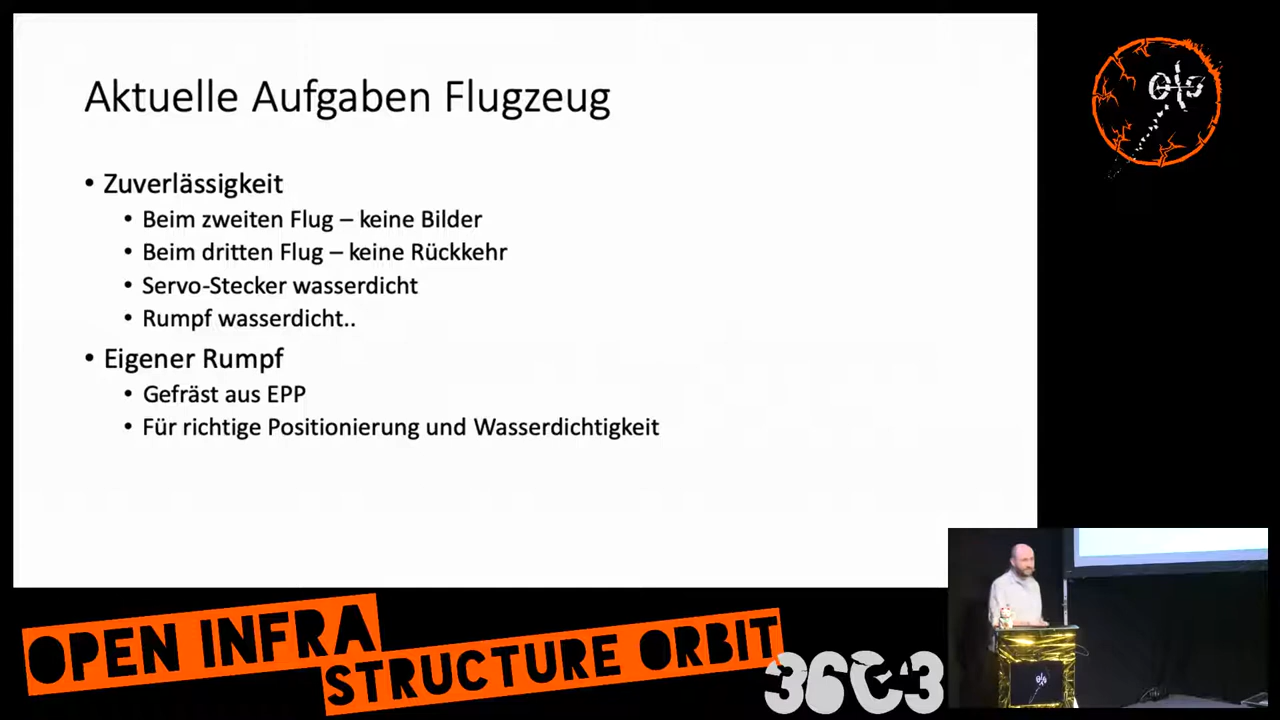 Aktuelle Aufgaben Flugzeug
• Zuverlässigkeit
• Beim zweiten Flug – keine Bilder
• Beim dritten Flug – keine Rückkehr
• Servo-Stecker wasserdicht
• Rumpf wasserdicht..
• Eigener Rumpf
• Gefräst aus EPP
• Für richtige Positionierung und Wasserdichtigkeit
OIO
OPEN INFRA
STRUCTURE ORBIT
36C3